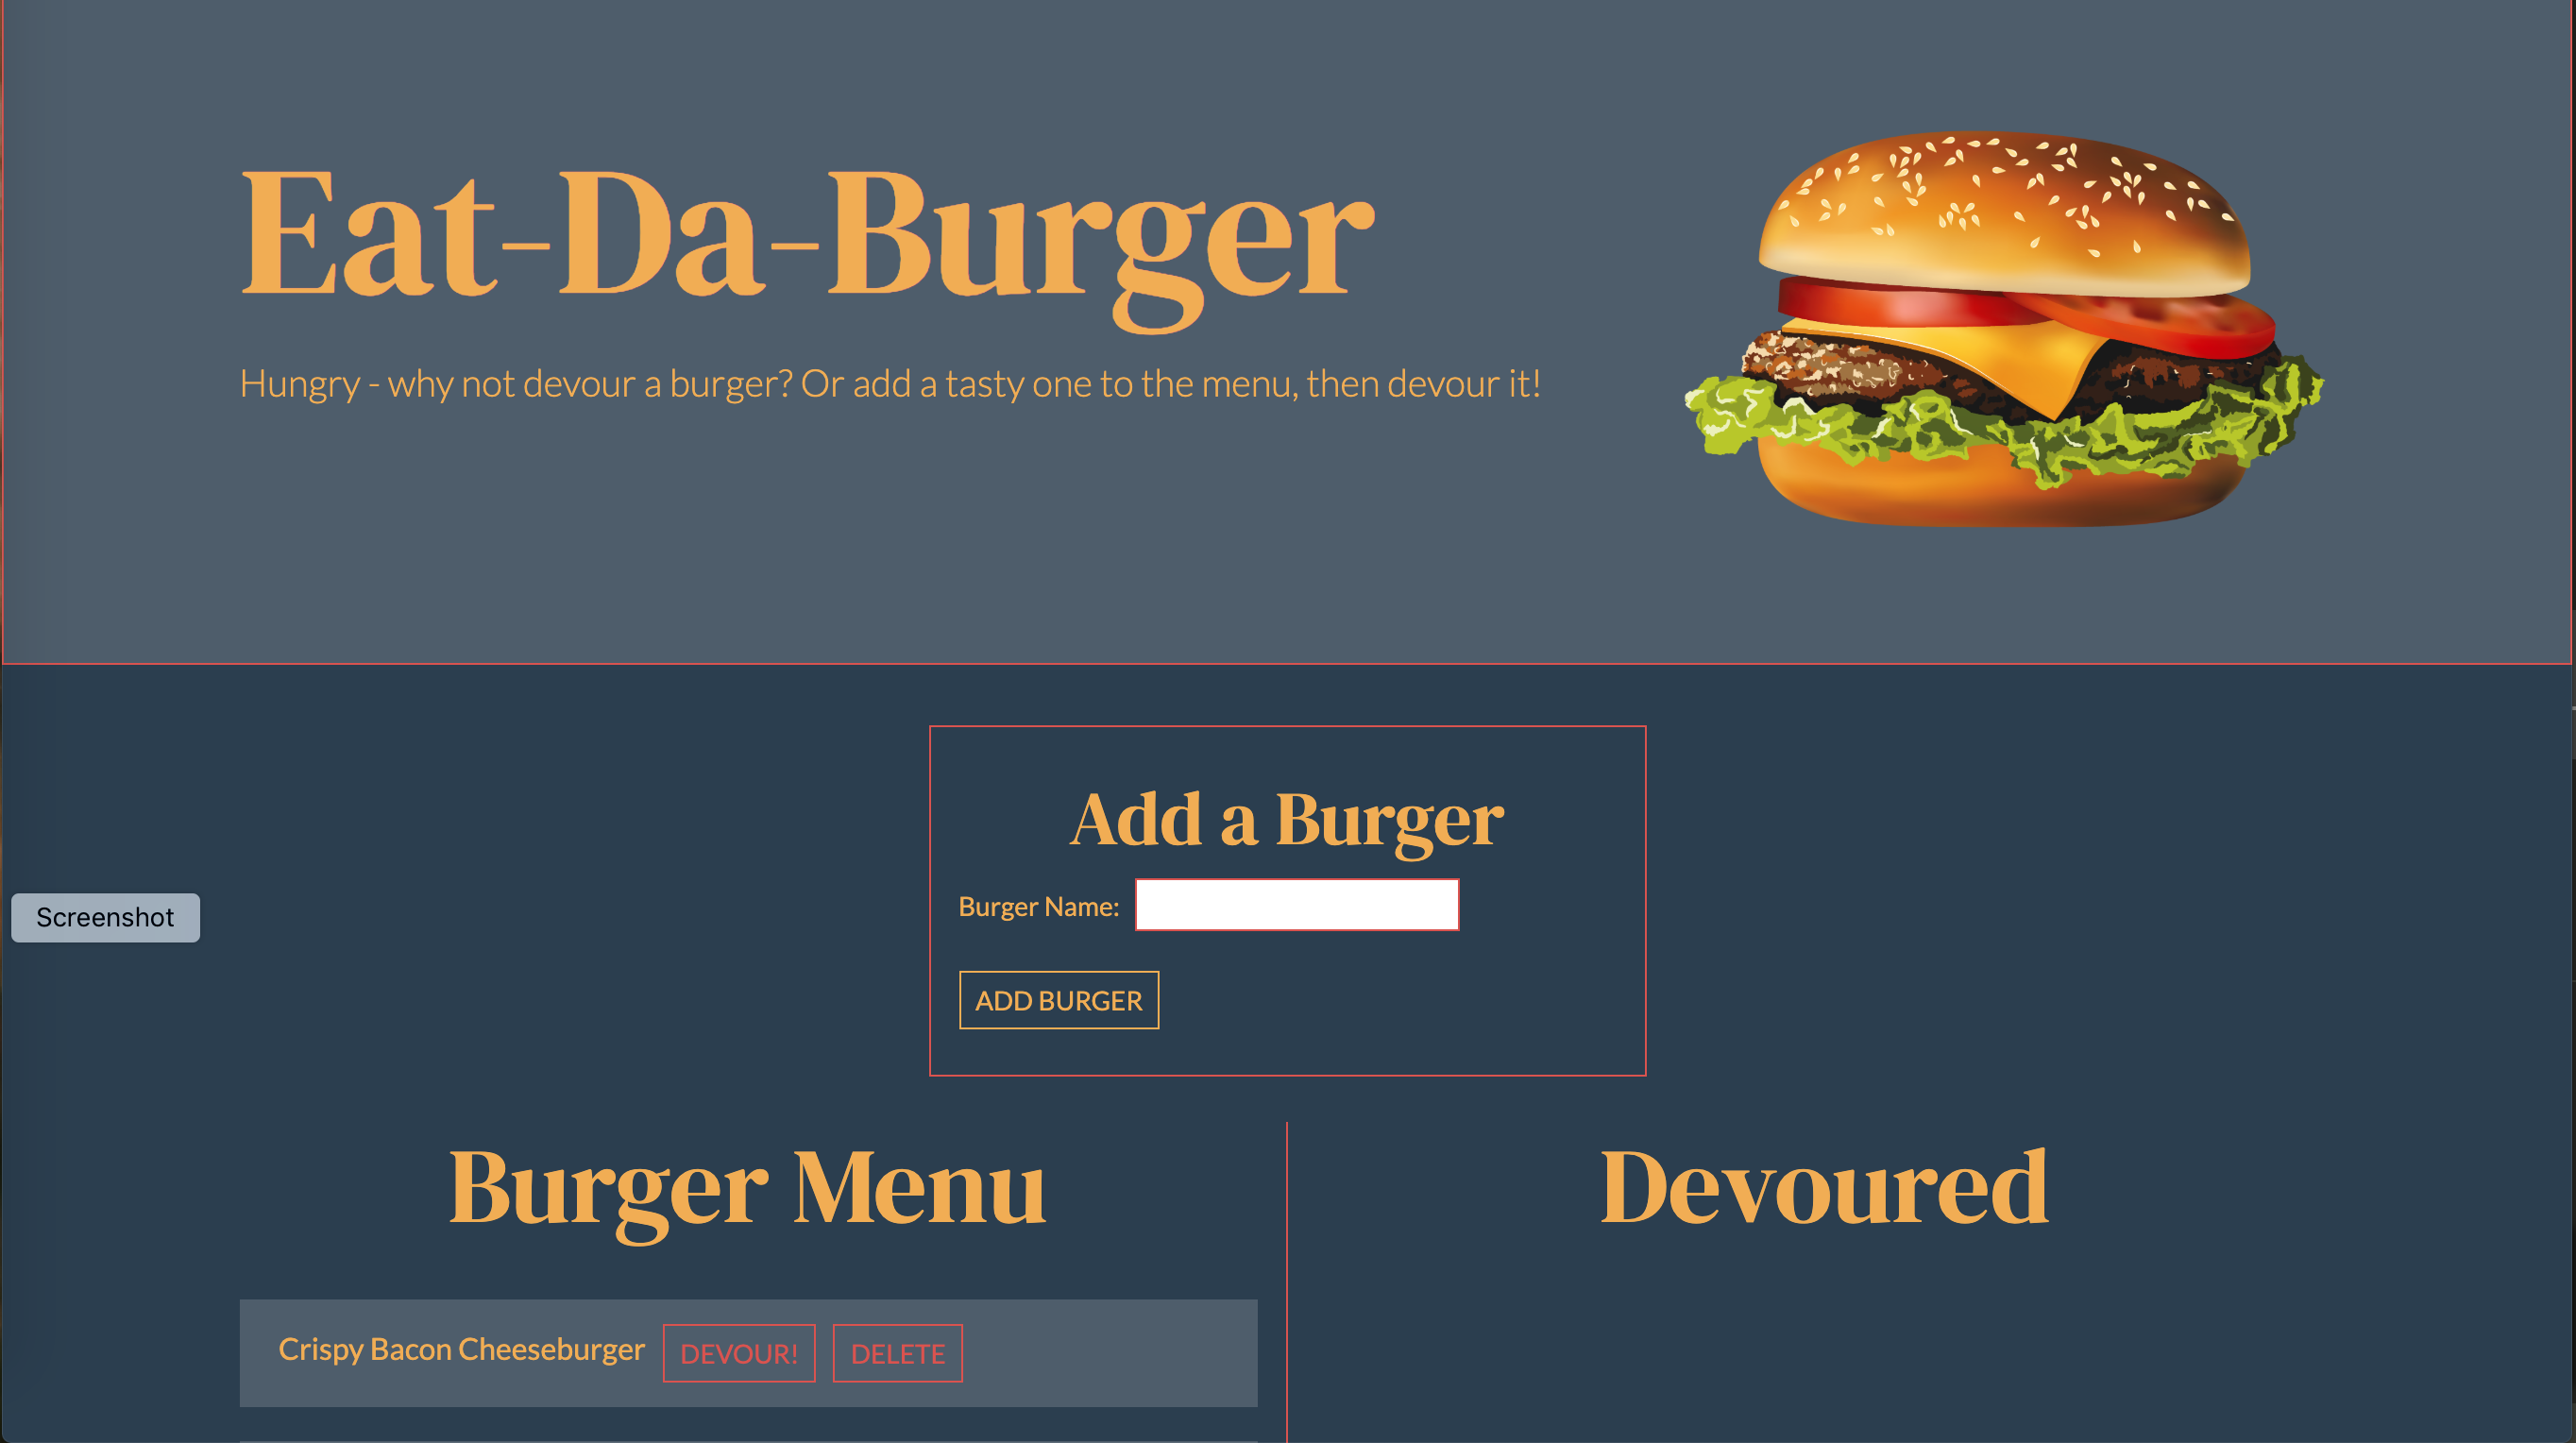 Eat-Da-Burger
Hungry - why not devour a burger? Or add a tasty one to the menu, then devour it!
Add a Burger
Burger Name:
Screenshot
ADD BURGER
Burger Menu
Devoured
Crispy Bacon Cheeseburger DEVOUR! DELETE